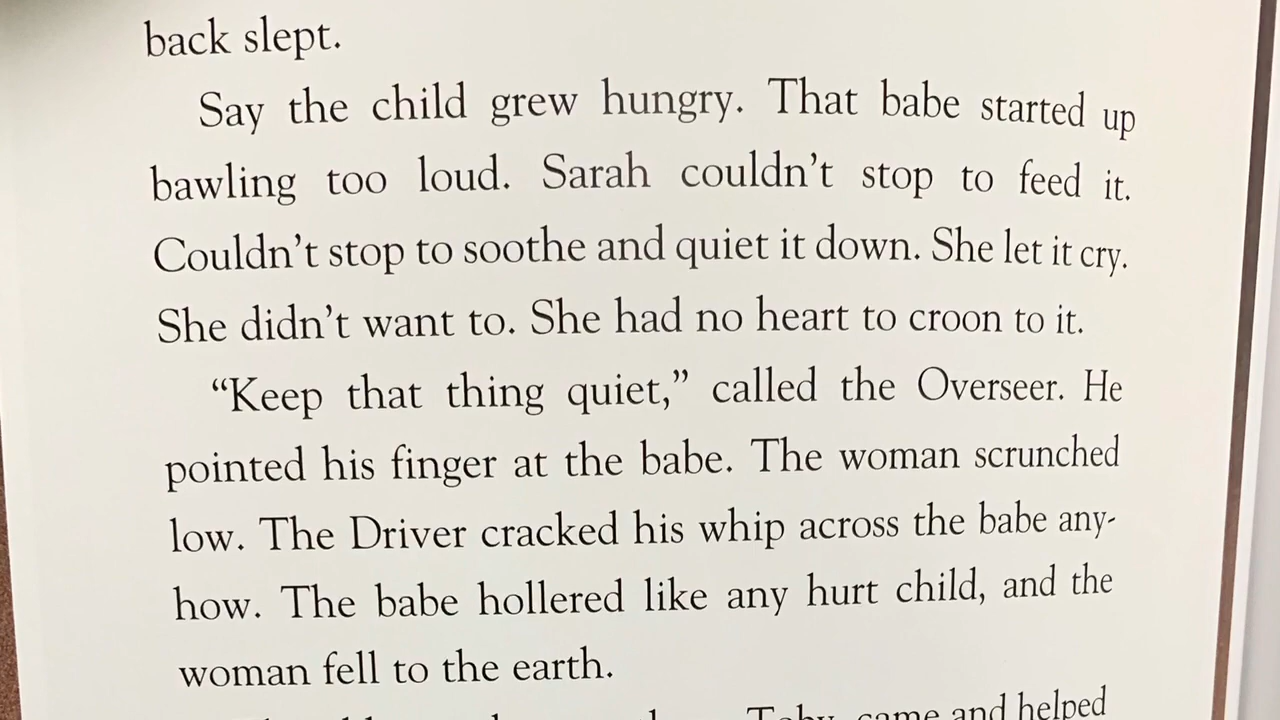 back slept.
Say the child grew hungry. That babe started up
bawling too loud. Sarah couldn't stop to feed it.
Couldn't stop to soothe and quiet it down. She let it cry.
She didn't want to. She had no heart to croon to it.
“Keep that thing quiet,” called the Overseer. He
pointed his finger at the babe. The woman scrunched
low. The Driver cracked his whip across the babe any-
how. The babe hollered like any hurt child, and the
woman fell to the earth.
Toby, came and helped